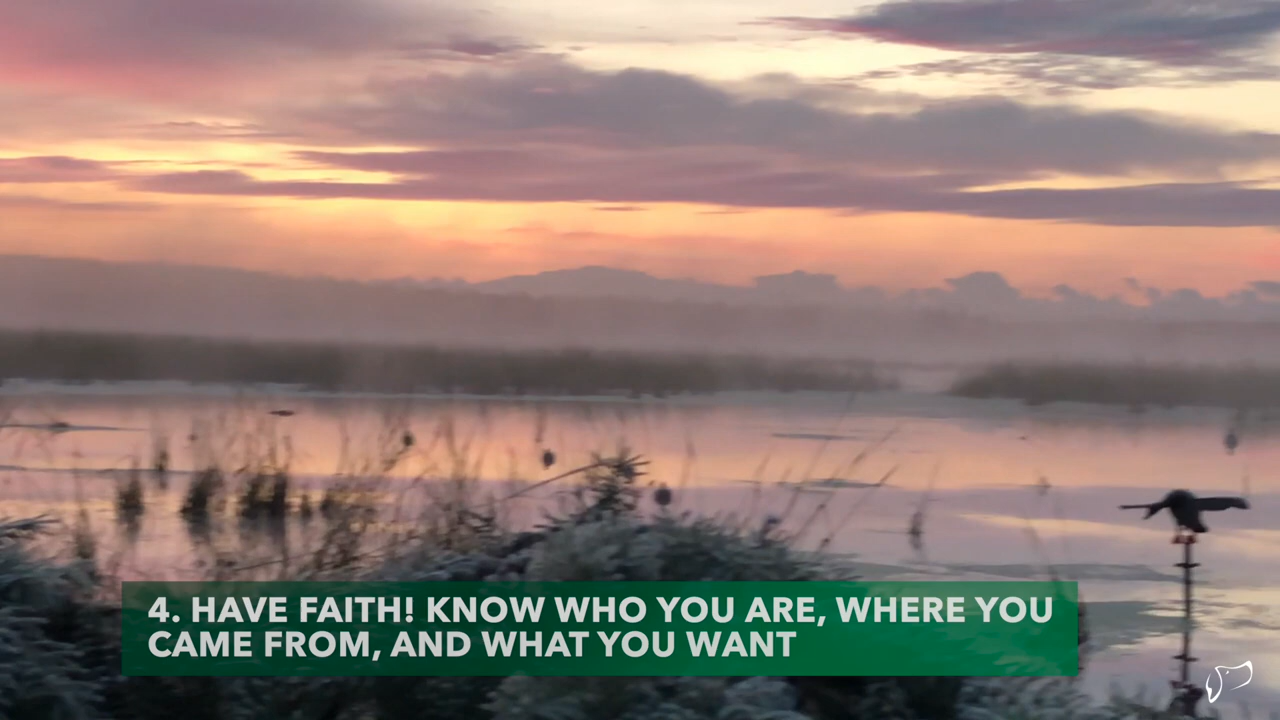 4. HAVE FAITH! KNOW WHO YOU ARE, WHERE YOU
CAME FROM, AND WHAT YOU WANT